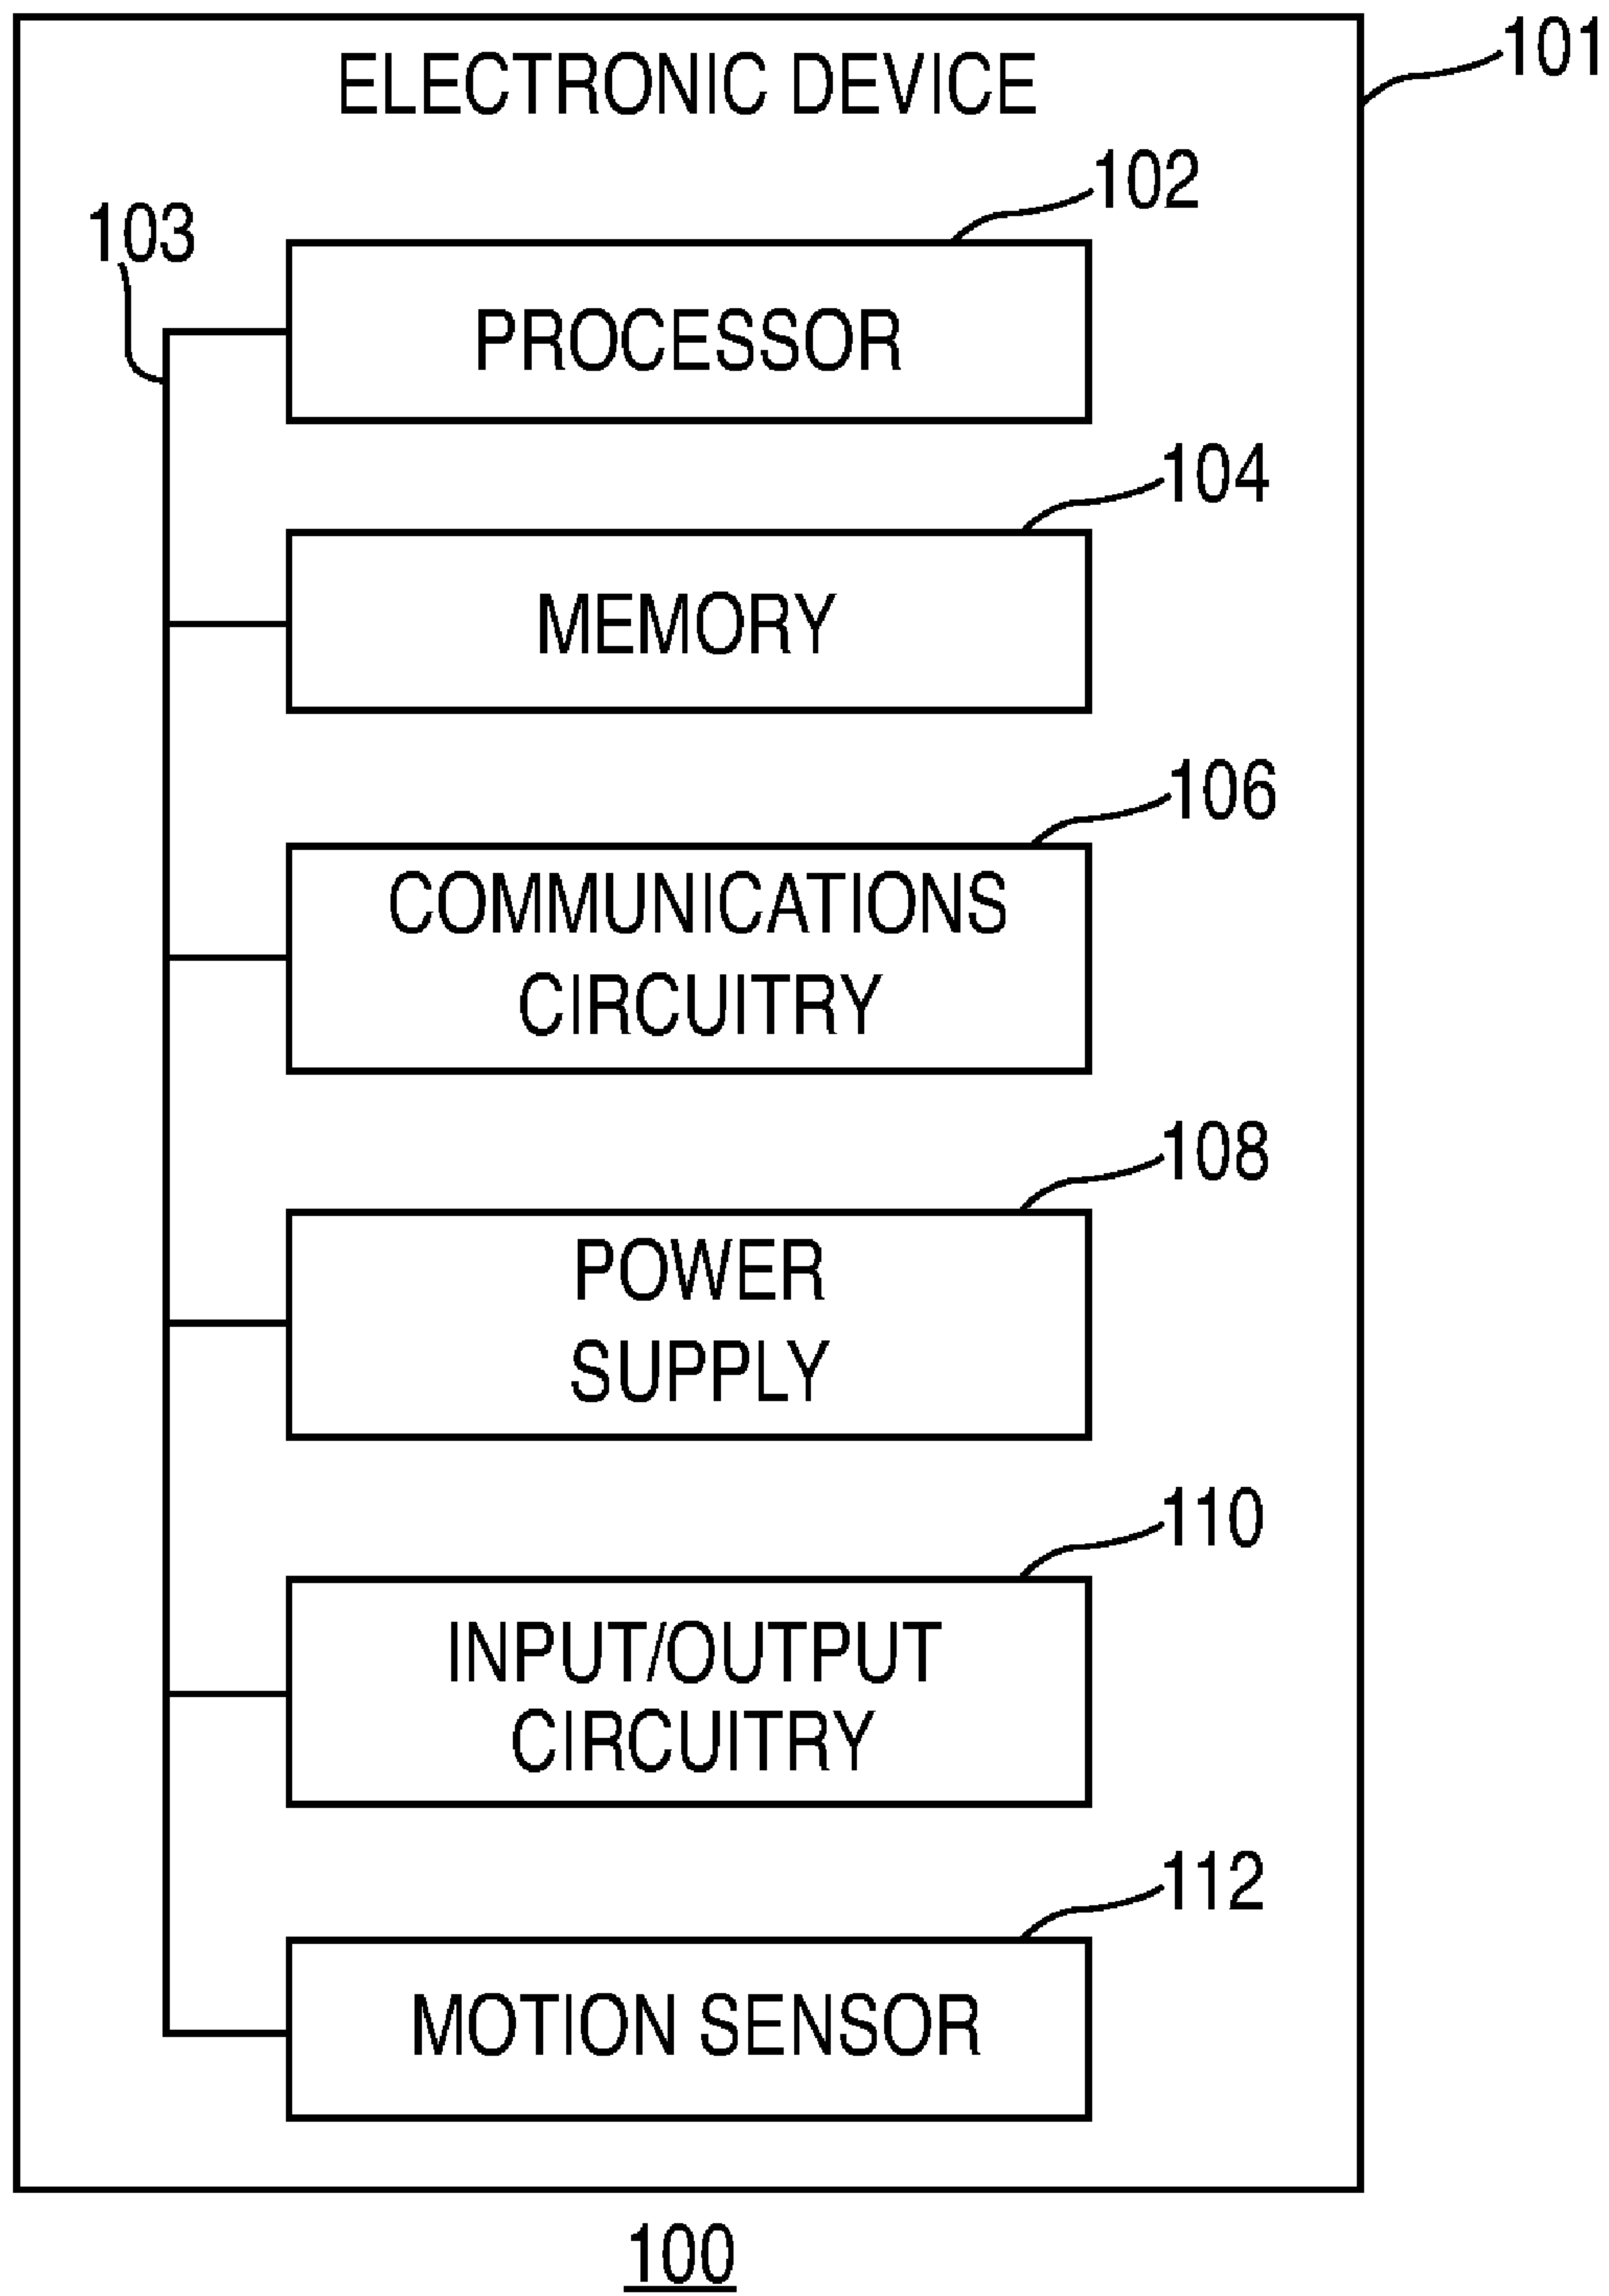 101
ELECTRONIC DEVICE
102
103
PROCESSOR
104
MEMORY
106
COMMUNICATIONS
CIRCUITRY
108
POWER
SUPPLY
110
INPUT/OUTPUT
CIRCUITRY
112
MOTION SENSOR
100